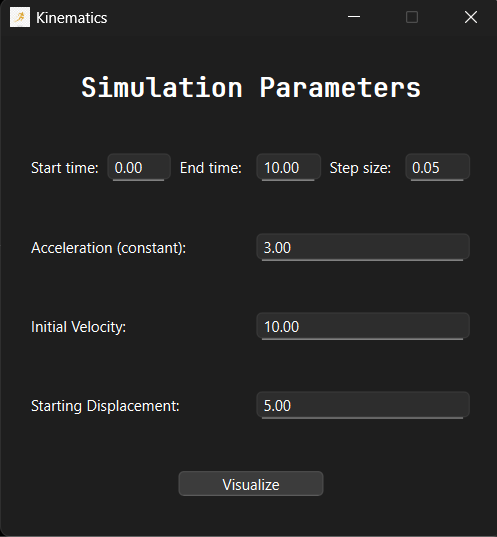 Kinematics
Simulation Parameters
Start time: 0.00 End time: 10.00 Step size: 0.05
Acceleration (constant): 3.00
Initial Velocity: 10.00
Starting Displacement: 5.00
Visualize